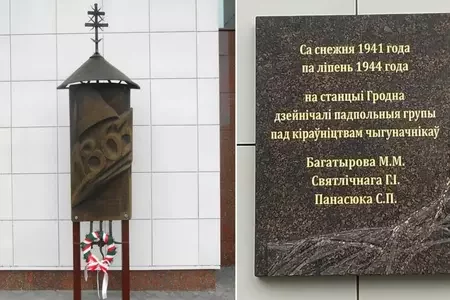 1863
Са снежня 1941 года
па ліпень 1944 года
на станцыі Гродна
дзейнічалі падпольныя групы
пад кіраўніцтвам чыгуначнікаў
Багатырова М.М.
Святлічнага Г.І.
Панасюка С.П.